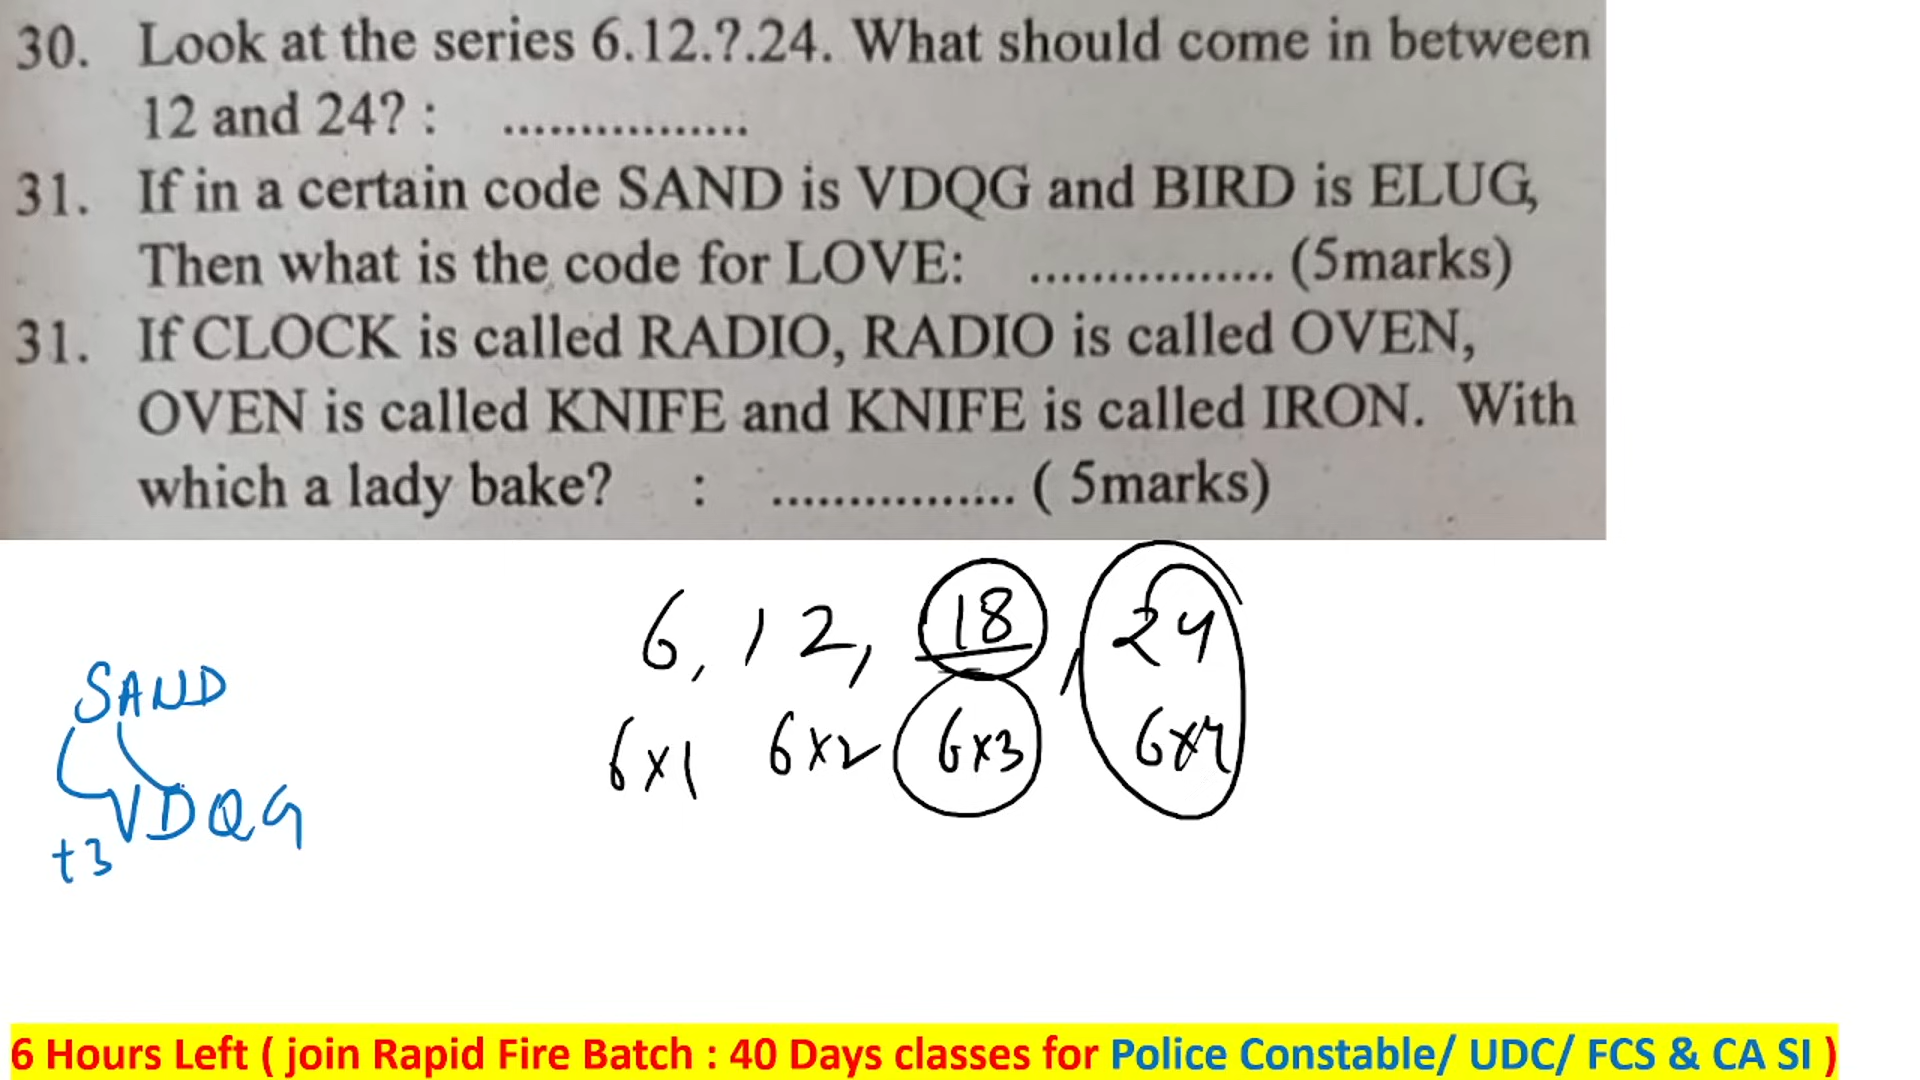 30. Look at the series 6.12.?.24. What should come in between
12 and 24? : ................
31. If in a certain code SAND is VDQG and BIRD is ELUG,
Then what is the code for LOVE: ................ (5marks)
31. If CLOCK is called RADIO, RADIO is called OVEN,
OVEN is called KNIFE and KNIFE is called IRON. With
which a lady bake? : ................ ( 5marks)
6, 12, 18, 24
6x1 6x2 6x3 6x4
SAND
VDQG
+3
6 Hours Left ( join Rapid Fire Batch : 40 Days classes for Police Constable/ UDC/ FCS & CA SI )